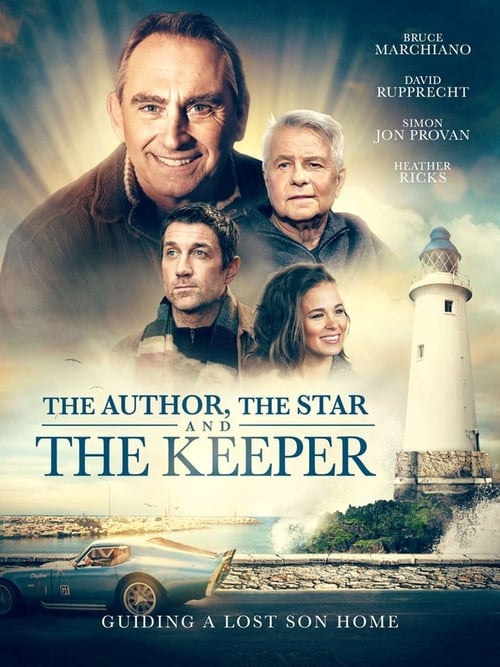 BRUCE
MARCHIANO
DAVID
RUPPRECHT
SIMON
JON PROVAN
HEATHER
RICKS
THE AUTHOR, THE STAR
AND
THE KEEPER
GT
GUIDING A LOST SON HOME